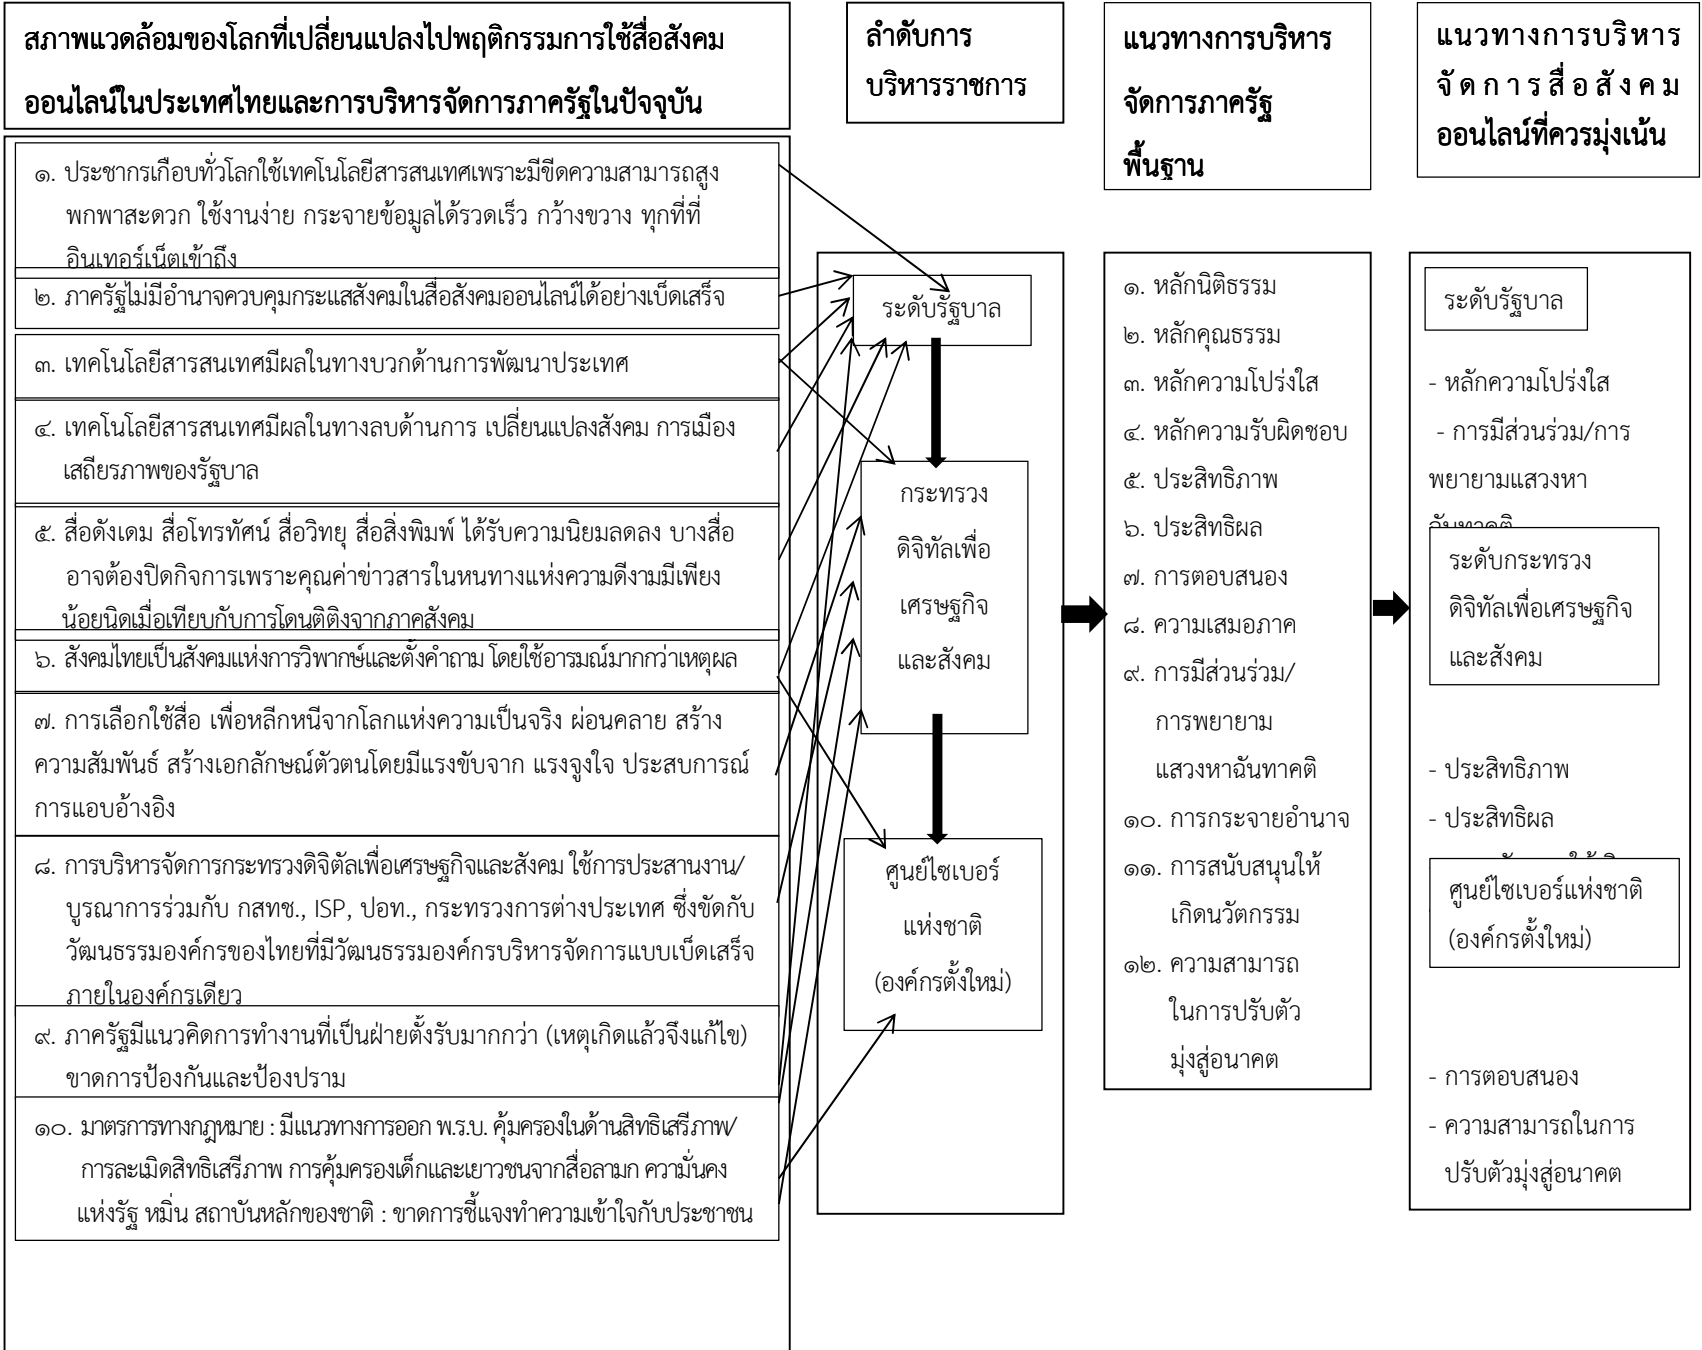 สภาพแวดล้อมของโลกที่เปลี่ยนแปลงไปพฤติกรรมการใช้สื่อสังคม
ออนไลน์ในประเทศไทยและการบริหารจัดการภาครัฐในปัจจุบัน
๑. ประชากรเกือบทั่วโลกใช้เทคโนโลยีสารสนเทศเพราะมีขีดความสามารถสูง
พกพาสะดวก ใช้งานง่าย กระจายข้อมูลได้รวดเร็ว กว้างขวาง ทุกที่ที่
อินเทอร์เน็ตเข้าถึง
๒. ภาครัฐไม่มีอำนาจควบคุมกระแสสังคมในสื่อสังคมออนไลน์ได้อย่างเบ็ดเสร็จ
๓. เทคโนโลยีสารสนเทศมีผลในทางบวกด้านการพัฒนาประเทศ
๔. เทคโนโลยีสารสนเทศมีผลในทางลบด้านการ เปลี่ยนแปลงสังคม การเมือง
เสถียรภาพของรัฐบาล
๕. สื่อดังเดม สื่อโทรทัศน์ สื่อวิทยุ สื่อสิ่งพิมพ์ ได้รับความนิยมลดลง บางสื่อ
อาจต้องปิดกิจการเพราะคุณค่าข่าวสารในหนทางแห่งความดีงามมีเพียง
น้อยนิดเมื่อเทียบกับการโดนติติงจากภาคสังคม
๖. สังคมไทยเป็นสังคมแห่งการวิพากษ์และตั้งคำถาม โดยใช้อารมณ์มากกว่าเหตุผล
๗. การเลือกใช้สื่อ เพื่อหลีกหนีจากโลกแห่งความเป็นจริง ผ่อนคลาย สร้าง
ความสัมพันธ์ สร้างเอกลักษณ์ตัวตนโดยมีแรงขับจาก แรงจูงใจ ประสบการณ์
การแอบอ้างอิง
๘. การบริหารจัดการกระทรวงดิจิตัลเพื่อเศรษฐกิจและสังคม ใช้การประสานงาน/
บูรณาการร่วมกับ กสทช., ISP, ปอท., กระทรวงการต่างประเทศ ซึ่งขัดกับ
วัฒนธรรมองค์กรของไทยที่มีวัฒนธรรมองค์กรบริหารจัดการแบบเบ็ดเสร็จ
ภายในองค์กรเดียว
๙. ภาครัฐมีแนวคิดการทำงานที่เป็นฝ่ายตั้งรับมากกว่า (เหตุเกิดแล้วจึงแก้ไข)
ขาดการป้องกันและป้องปราม
๑๐. มาตรการทางกฎหมาย : มีแนวทางการออก พ.ร.บ. คุ้มครองในด้านสิทธิเสรีภาพ/
การละเมิดสิทธิเสรีภาพ การคุ้มครองเด็กและเยาวชนจากสื่อลามก ความั่นคง
แห่งรัฐ หมิ่น สถาบันหลักของชาติ : ขาดการชี้แจงทำความเข้าใจกับประชาชน
ลำดับการ
บริหารราชการ
ระดับรัฐบาล
กระทรวง
ดิจิทัลเพื่อ
เศรษฐกิจ
และสังคม
ศูนย์ไซเบอร์
แห่งชาติ
(องค์กรตั้งใหม่)
แนวทางการบริหาร
จัดการภาครัฐ
พื้นฐาน
๑. หลักนิติธรรม
๒. หลักคุณธรรม
๓. หลักความโปร่งใส
๔. หลักความรับผิดชอบ
๕. ประสิทธิภาพ
๖. ประสิทธิผล
๗. การตอบสนอง
๘. ความเสมอภาค
๙. การมีส่วนร่วม/
การพยายาม
แสวงหาฉันทาคติ
๑๐. การกระจายอำนาจ
๑๑. การสนับสนุนให้
เกิดนวัตกรรม
๑๒. ความสามารถ
ในการปรับตัว
มุ่งสู่อนาคต
แนวทางการบริหาร
จัดการสื่อสังคม
ออนไลน์ที่ควรมุ่งเน้น
ระดับรัฐบาล
- หลักความโปร่งใส
- การมีส่วนร่วม/การ
พยายามแสวงหา
ระดับกระทรวง
ดิจิทัลเพื่อเศรษฐกิจ
และสังคม
- ประสิทธิภาพ
- ประสิทธิผล
ศูนย์ไซเบอร์แห่งชาติ
(องค์กรตั้งใหม่)
- การตอบสนอง
- ความสามารถในการ
ปรับตัวมุ่งสู่อนาคต